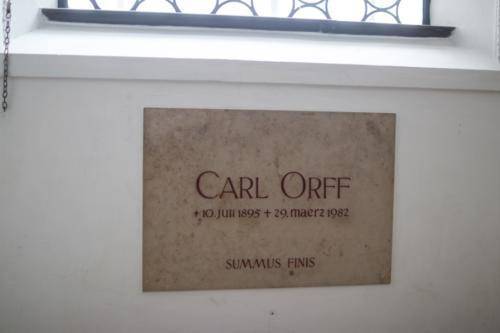 CARL ORFF
+ 10. Juli 1895 + 29. maerz 1982
SUMMUS FINIS